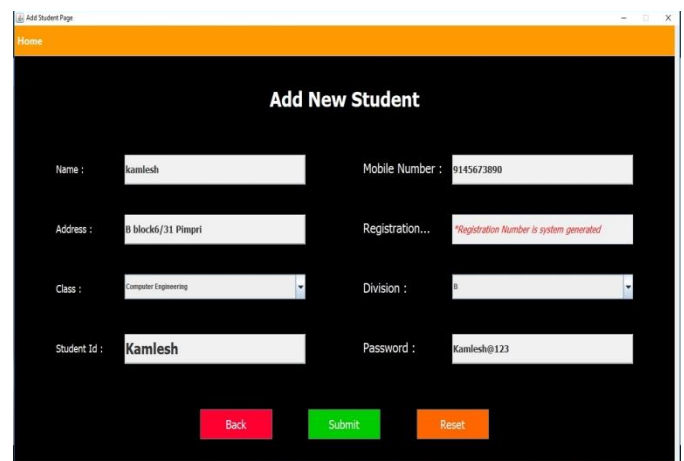 Add Student Page
Home
Add New Student
Name : kamlesh Mobile Number : 9145673890
Address : B block6/31 Pimpri Registration... *Registration Number is system generated
Class : Computer Engineering Division : B
Student Id : Kamlesh Password : Kamlesh@123
Back Submit Reset